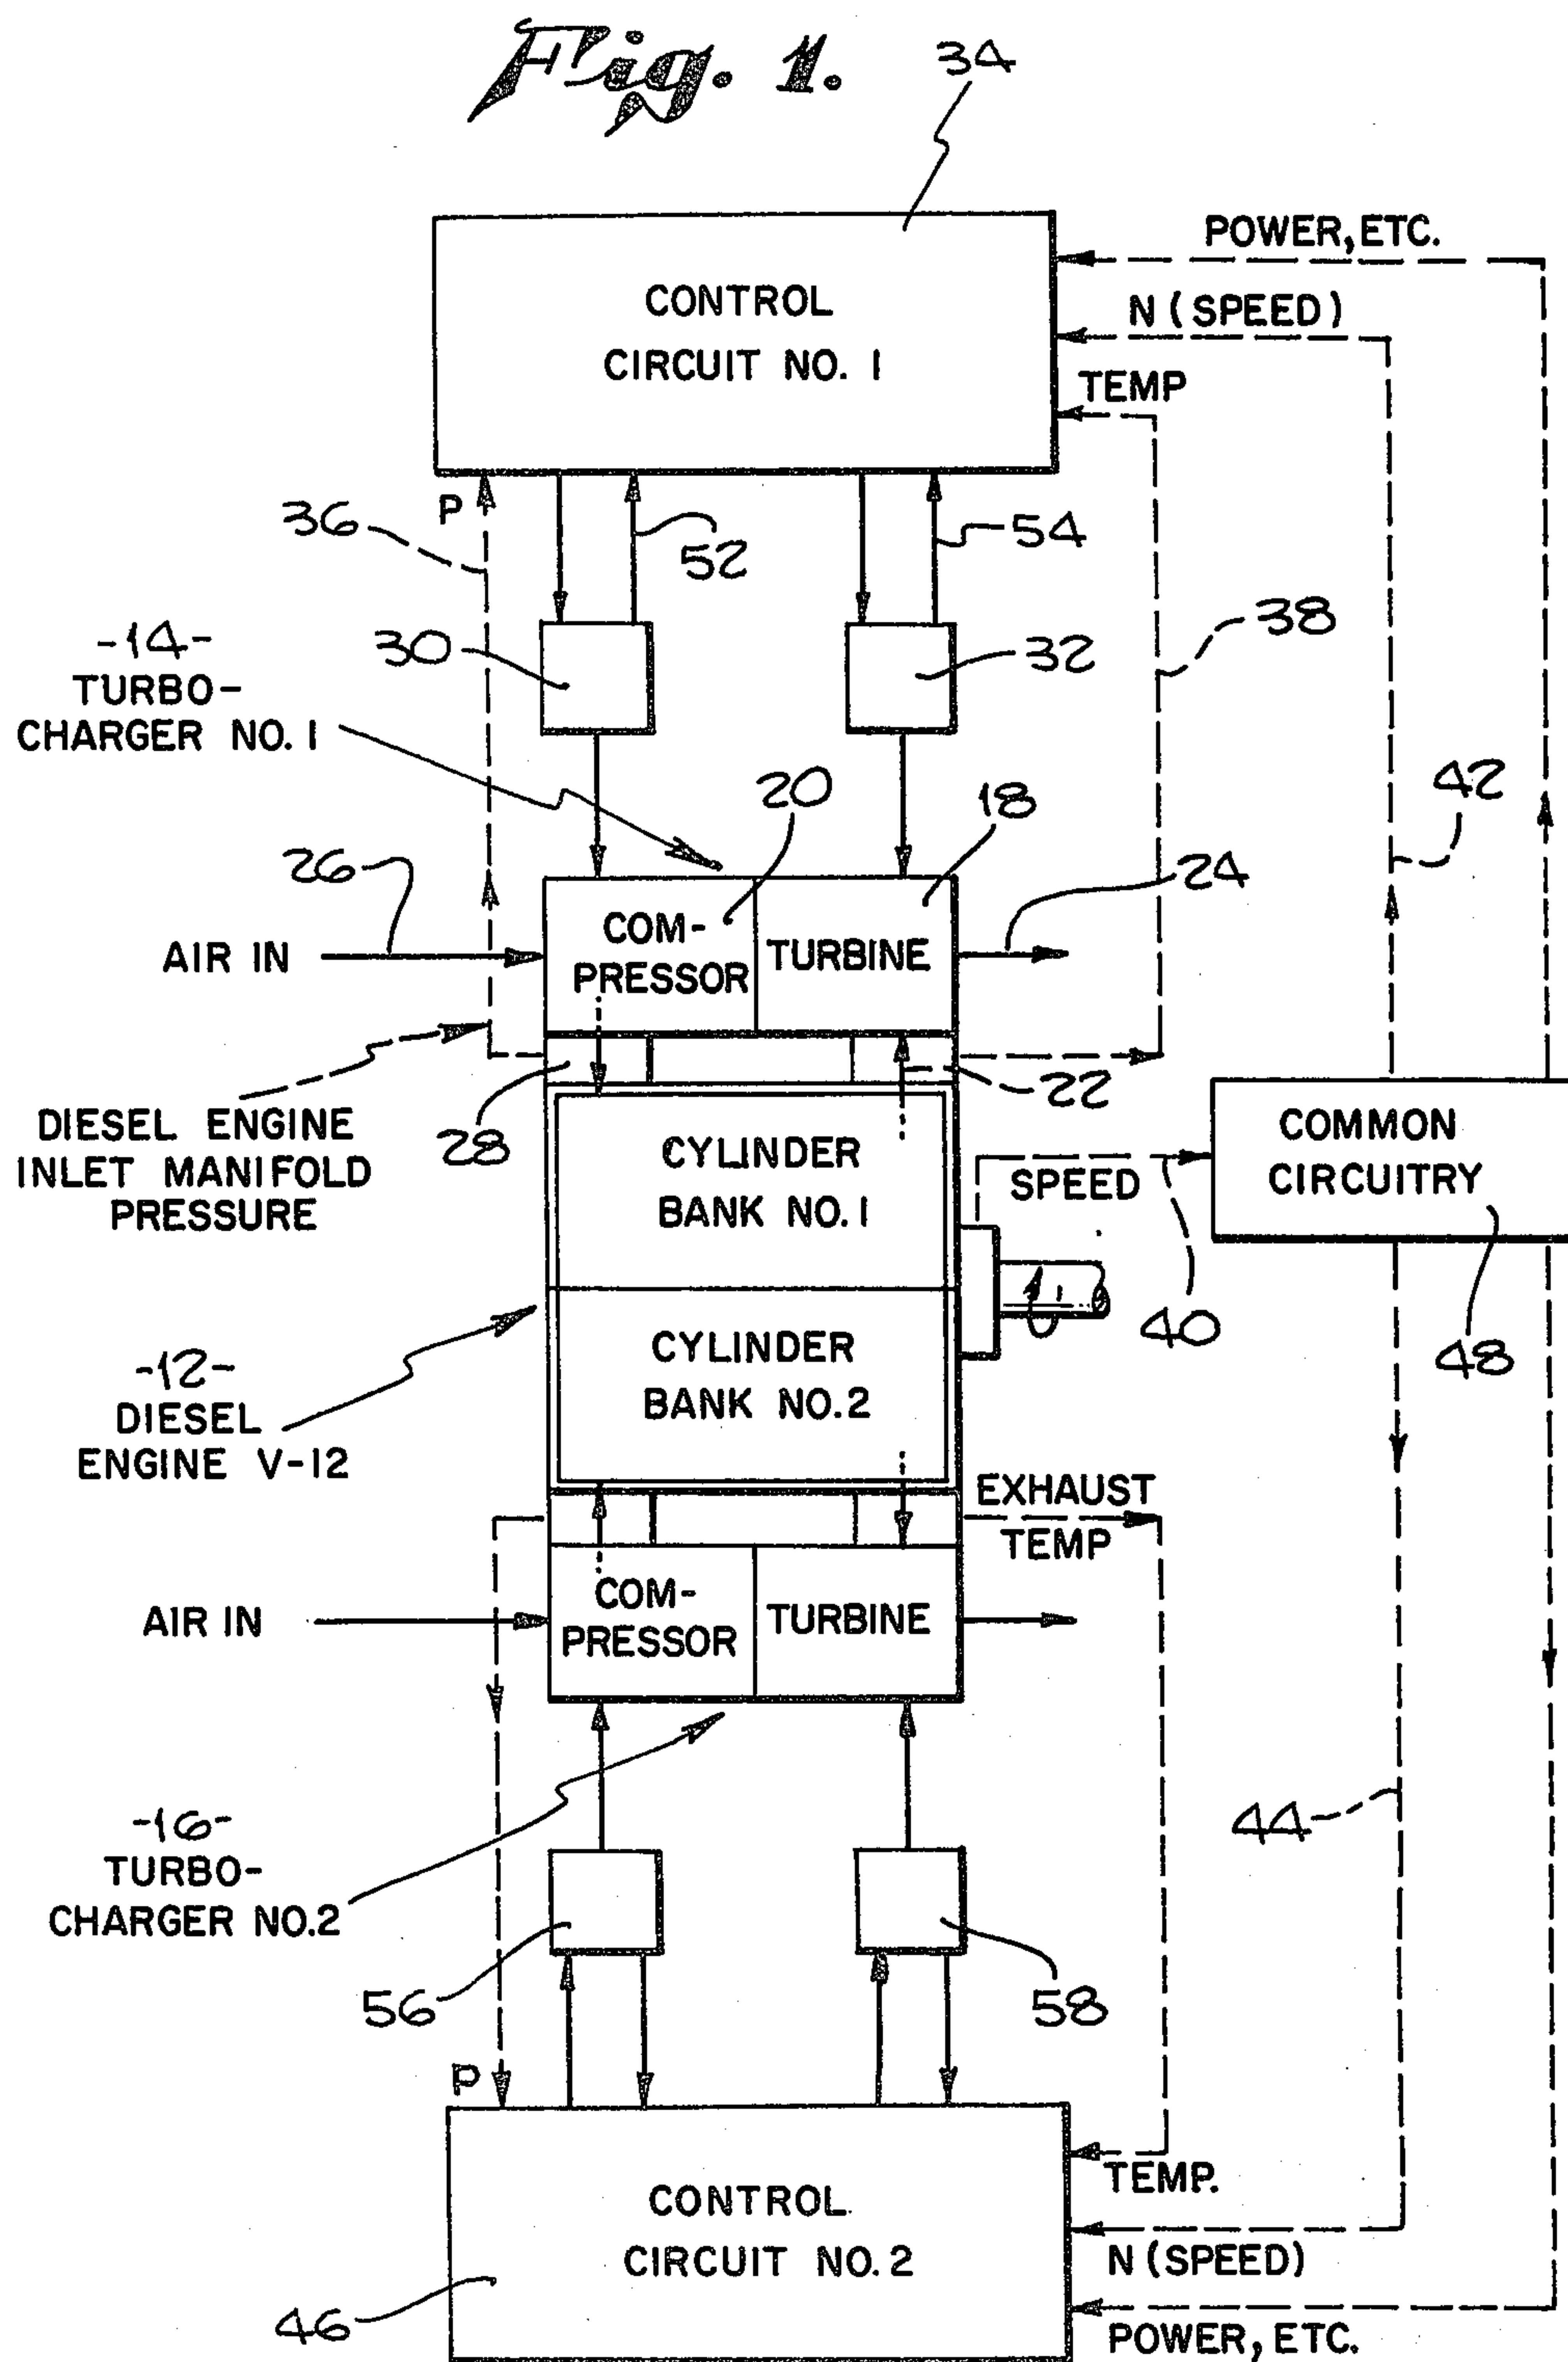 Fig. 1.
34
CONTROL
CIRCUIT NO. 1
POWER, ETC.
N (SPEED)
TEMP
P
36
52
54
-14-
TURBO-
CHARGER NO. 1
30
32
38
20
18
42
26
24
AIR IN
COM-
PRESSOR
TURBINE
28
22
DIESEL ENGINE
INLET MANIFOLD
PRESSURE
CYLINDER
BANK NO. 1
SPEED
COMMON
CIRCUITRY
40
48
-12-
DIESEL
ENGINE V-12
CYLINDER
BANK NO. 2
EXHAUST
TEMP
AIR IN
COM-
PRESSOR
TURBINE
-16-
TURBO-
CHARGER NO. 2
44
56
58
P
CONTROL
CIRCUIT NO. 2
46
TEMP.
N (SPEED)
POWER, ETC.